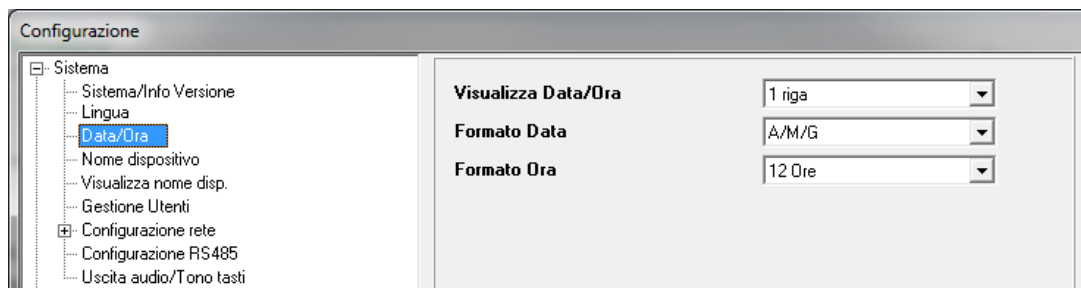 Configurazione
Sistema
Sistema/Info Versione
Lingua
Data/Ora
Nome dispositivo
Visualizza nome disp.
Gestione Utenti
Configurazione rete
Configurazione RS485
Uscita audio/Tono tasti
Visualizza Data/Ora 1 riga
Formato Data A/M/G
Formato Ora 12 Ore